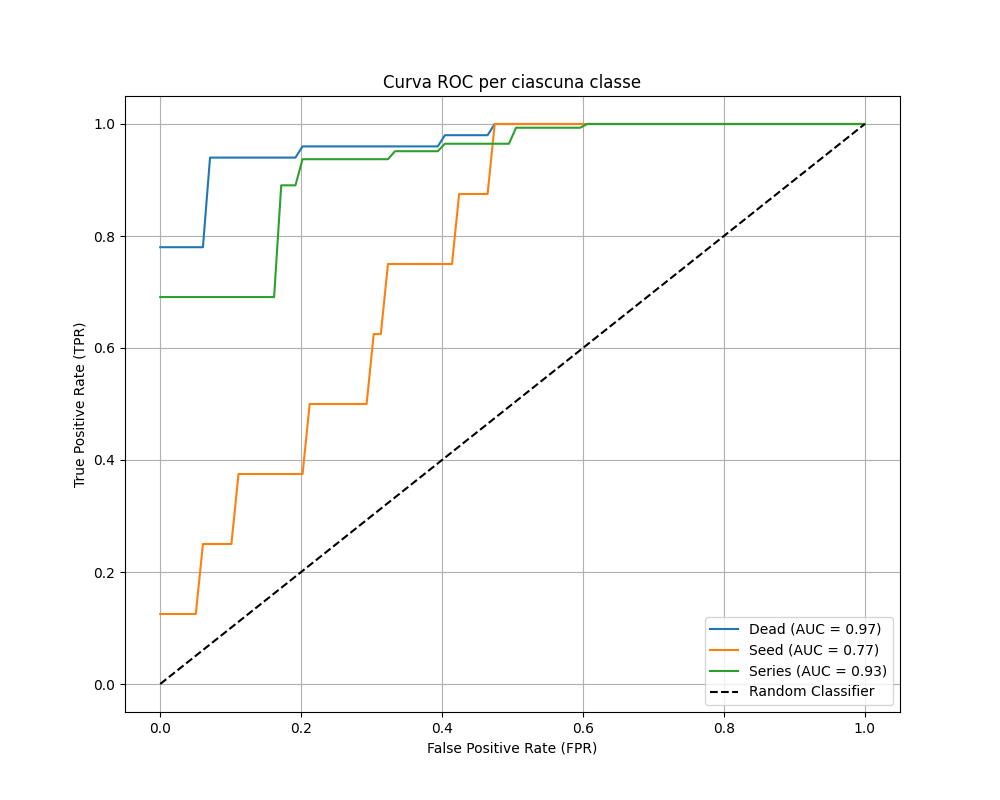 Curva ROC per ciascuna classe
True Positive Rate (TPR)
1.0
0.8
0.6
0.4
0.2
0.0
0.0 0.2 0.4 0.6 0.8 1.0
False Positive Rate (FPR)
Dead (AUC = 0.97)
Seed (AUC = 0.77)
Series (AUC = 0.93)
Random Classifier